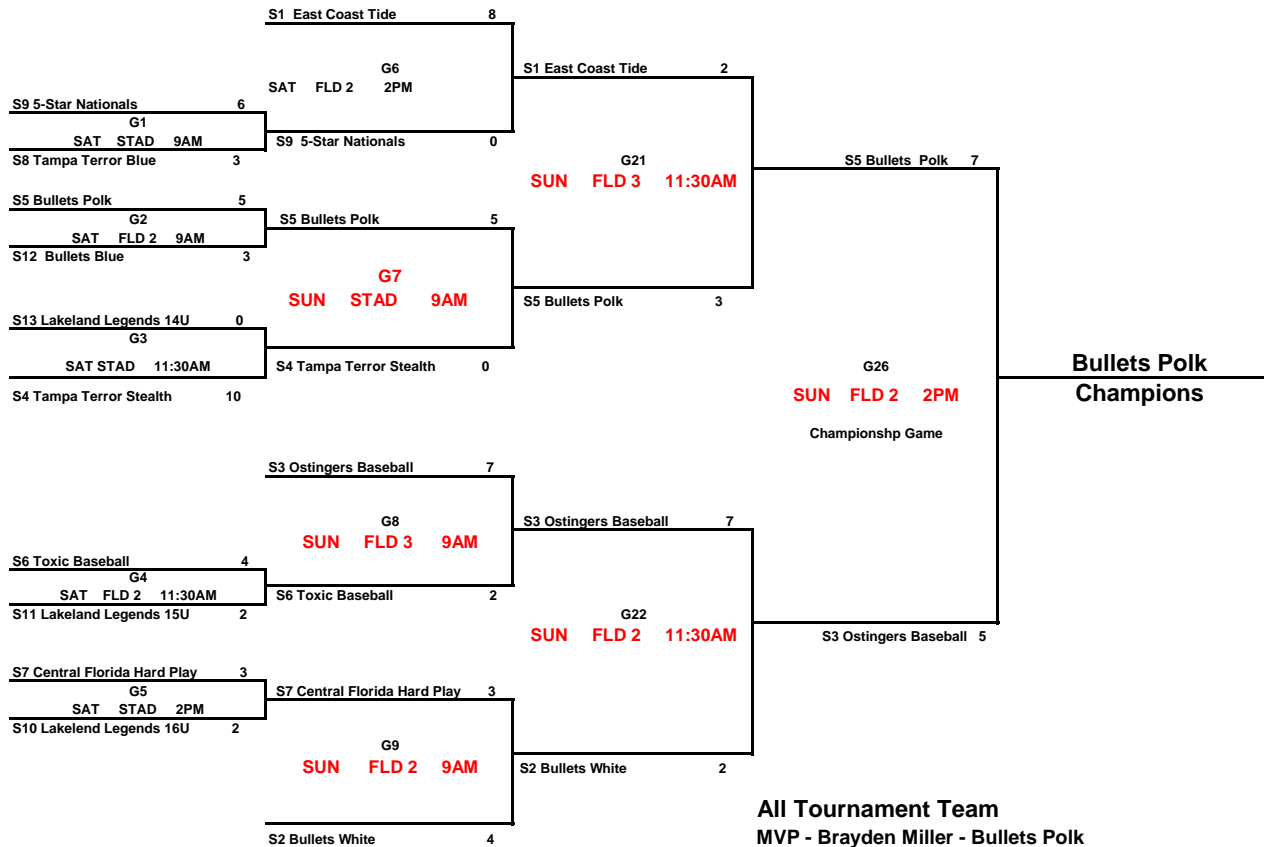 S1  East Coast Tide 8
G6
SAT FLD 2 2PM
S1 East Coast Tide 2
S9 5-Star Nationals 6
G1
SAT STAD 9AM
S9  5-Star Nationals 0
S8 Tampa Terror Blue 3
G21
SUN FLD 3 11:30AM
S5 Bullets  Polk 7
S5 Bullets Polk 5
G2
SAT FLD 2 9AM
S12  Bullets Blue 3
S5 Bullets Polk 5
G7
SUN STAD 9AM
S5 Bullets Polk 3
S13 Lakeland Legends 14U 0
G3
SAT STAD 11:30AM
S4 Tampa Terror Stealth 0
S4 Tampa Terror Stealth 10
G26
SUN FLD 2 2PM
Championshp Game
Bullets Polk
Champions
S3 Ostingers Baseball 7
G8
SUN FLD 3 9AM
S3 Ostingers Baseball 7
S6 Toxic Baseball 4
G4
SAT FLD 2 11:30AM
S6 Toxic Baseball 2
S11 Lakeland Legends 15U 2
G22
SUN FLD 2 11:30AM
S3 Ostingers Baseball 5
S7 Central Florida Hard Play 3
G5
SAT STAD 2PM
S10 Lakelend Legends 16U 2
S7 Central Florida Hard Play 3
G9
SUN FLD 2 9AM
S2 Bullets White 2
S2 Bullets White 4
All Tournament Team
MVP - Brayden Miller - Bullets Polk